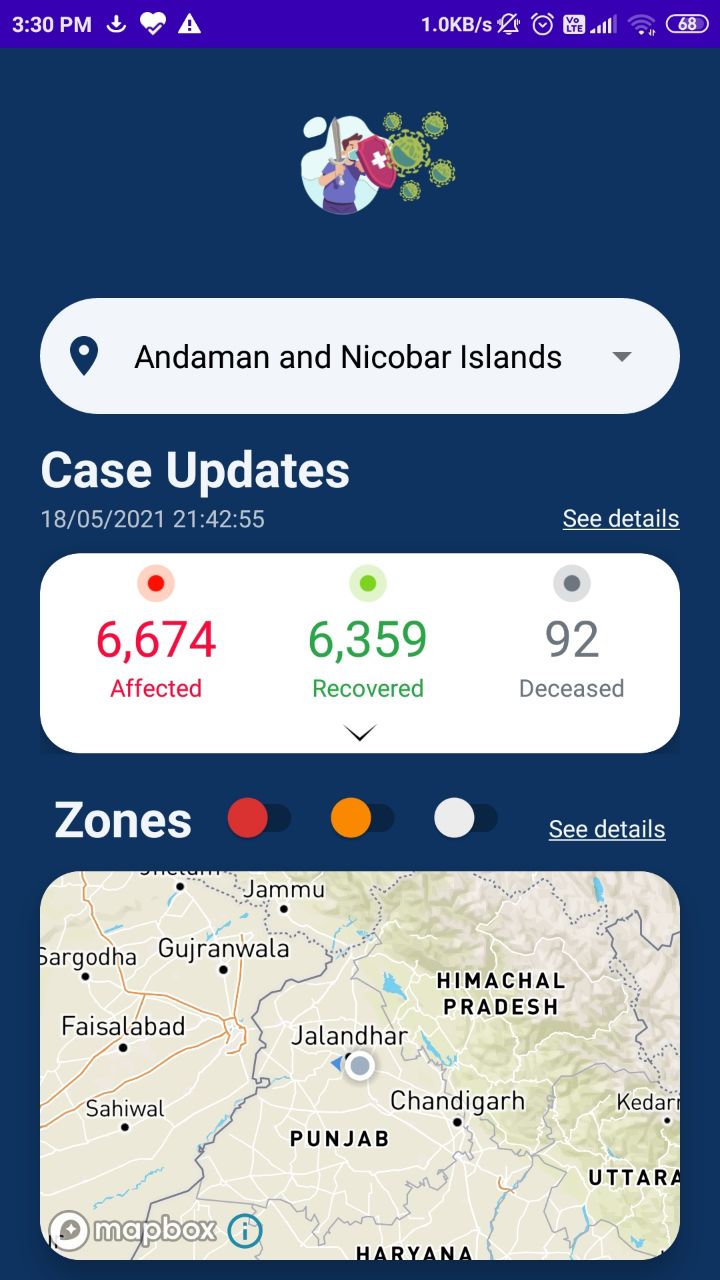 3:30 PM
1.0KB/s
Vo LTE
68
Andaman and Nicobar Islands
Case Updates
18/05/2021 21:42:55
See details
6,674
6,359
92
Affected
Recovered
Deceased
Zones
See details
Jammu
Sargodha
Gujranwala
HIMACHAL
PRADESH
Faisalabad
Jalandhar
Sahiwal
Chandigarh
Kedarn
PUNJAB
UTTARA
mapbox
i
HARYANA